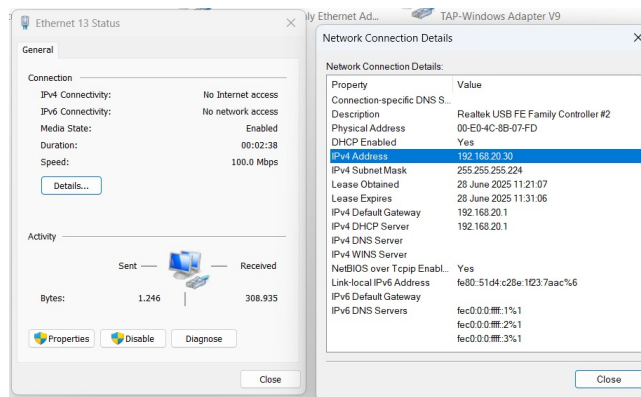 ly Ethernet Ad...
TAP-Windows Adapter V9
Ethernet 13 Status
General
Connection
IPv4 Connectivity: No Internet access
IPv6 Connectivity: No network access
Media State: Enabled
Duration: 00:02:38
Speed: 100.0 Mbps
Details...
Activity
Sent
Received
Bytes: 1.246 308.935
Properties
Disable
Diagnose
Close
Network Connection Details
Network Connection Details:
Property Value
Connection-specific DNS S...
Description Realtek USB FE Family Controller #2
Physical Address 00-E0-4C-8B-07-FD
DHCP Enabled Yes
IPv4 Address 192.168.20.30
IPv4 Subnet Mask 255.255.255.224
Lease Obtained 28 June 2025 11:21:07
Lease Expires 28 June 2025 11:31:06
IPv4 Default Gateway 192.168.20.1
IPv4 DHCP Server 192.168.20.1
IPv4 DNS Server
IPv4 WINS Server
NetBIOS over Tcpip Enabl... Yes
Link-local IPv6 Address fe80::51d4:c28e:1f23:7aac%6
IPv6 Default Gateway
IPv6 DNS Servers fec0:0:0:ffff::1%1
fec0:0:0:ffff::2%1
fec0:0:0:ffff::3%1
Close